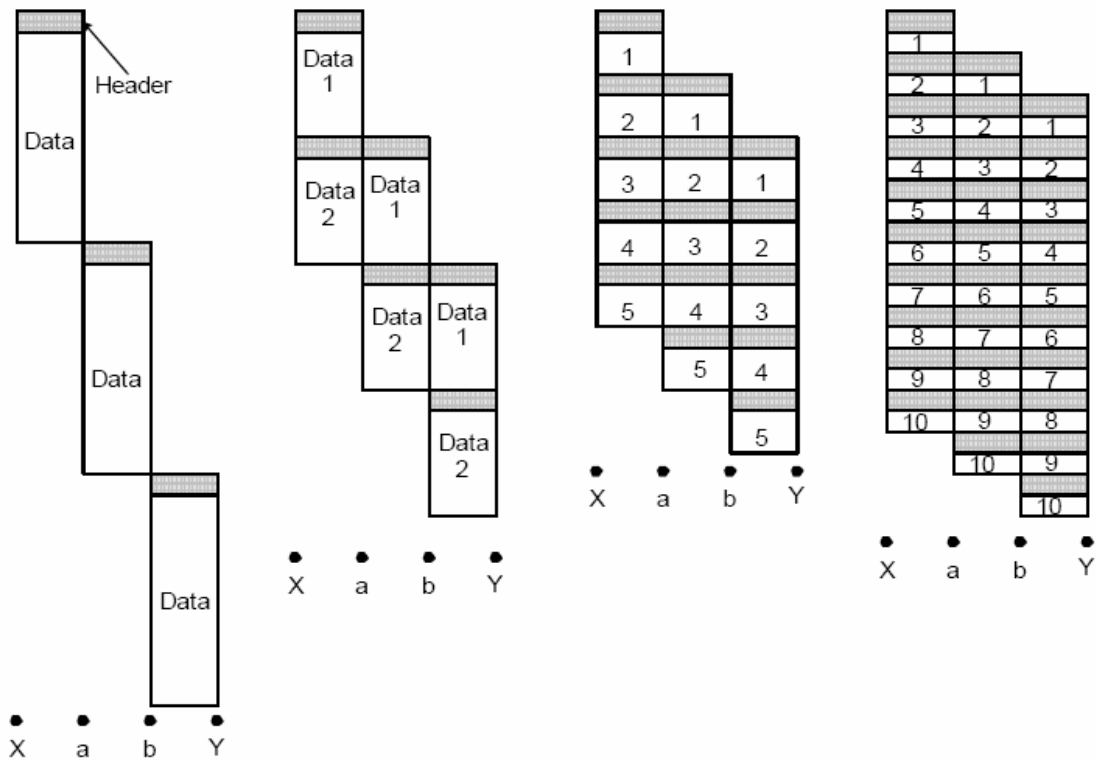 Header
Data
Data
Data
X a b Y
Data
1
Data
2
Data
1
Data
2
Data
1
Data
2
X a b Y
1
2 1
3 2 1
4 3 2
5 4 3
5 4
5
X a b Y
1
2 1
3 2 1
4 3 2
5 4 3
6 5 4
7 6 5
8 7 6
9 8 7
10 9 8
10 9
10
X a b Y